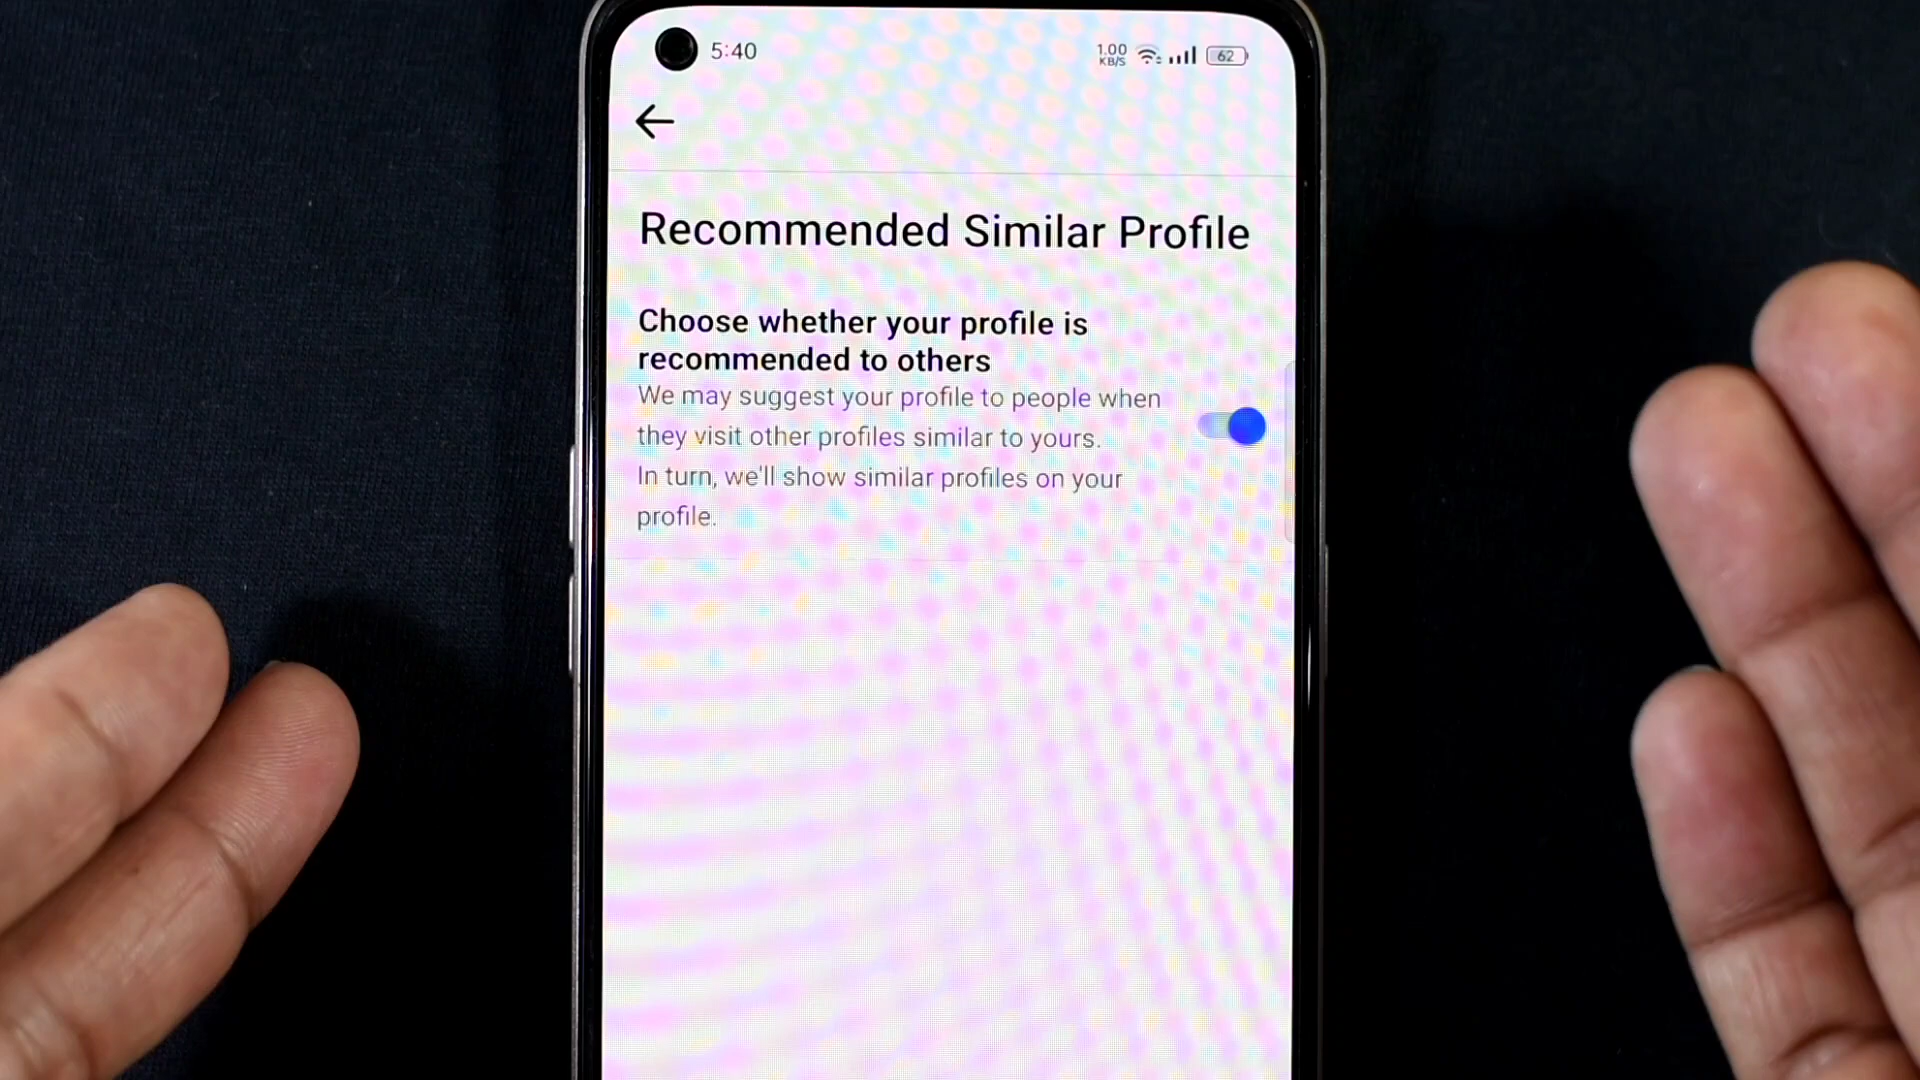 5:40
1.00
KB/S
62
Recommended Similar Profile
Choose whether your profile is
recommended to others
We may suggest your profile to people when
they visit other profiles similar to yours.
In turn, we'll show similar profiles on your
profile.